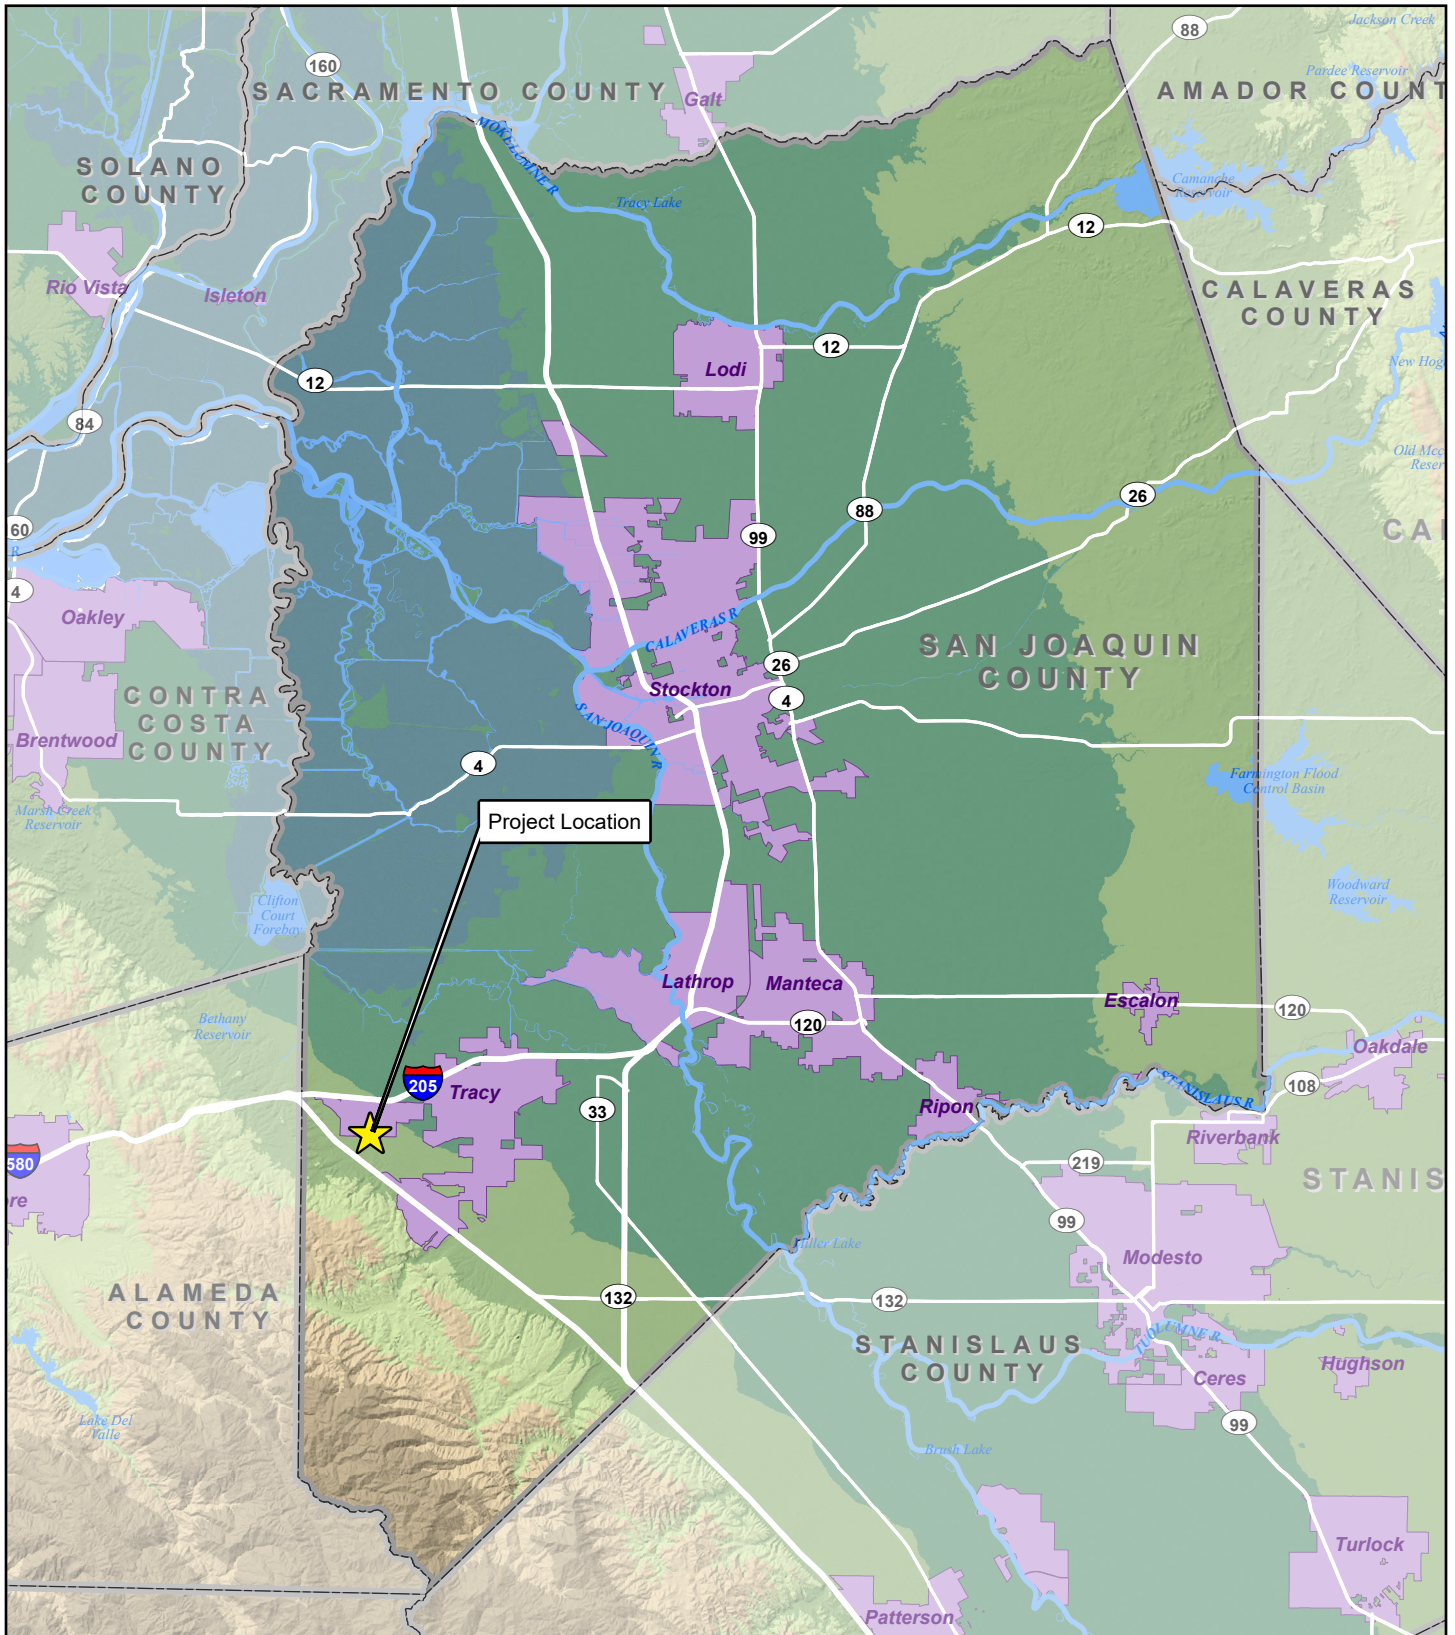 Jackson Creek
88
160
Pardee Reservoir
SACRAMENTO COUNTY
AMADOR COUNT
Galt
MOKELUMNE R
SOLANO
COUNTY
Camanche
Reservoir
Tracy Lake
12
Rio Vista
Isleton
CALAVERAS
COUNTY
12
Lodi
New Hog
12
84
Old Mcc
Reser
26
88
60
R
99
CAL
4
Oakley
CALAVERAS R
SAN JOAQUIN
COUNTY
26
Stockton
4
CONTRA
COSTA
COUNTY
SAN JOAQUIN R
Brentwood
4
Farmington Flood
Control Basin
Marsh Creek
Reservoir
Project Location
Woodward
Reservoir
Clifton
Court
Forebay
Lathrop
Manteca
Escalon
120
Bethany
Reservoir
120
Oakdale
205
Tracy
108
STANISLAUS R
33
Ripon
Riverbank
580
219
STANIS
re
99
Miller Lake
Modesto
ALAMEDA
COUNTY
132
132
TUOLUMNE R
STANISLAUS
COUNTY
Hughson
Ceres
Lake Del
Valle
99
Brush Lake
Turlock
Patterson